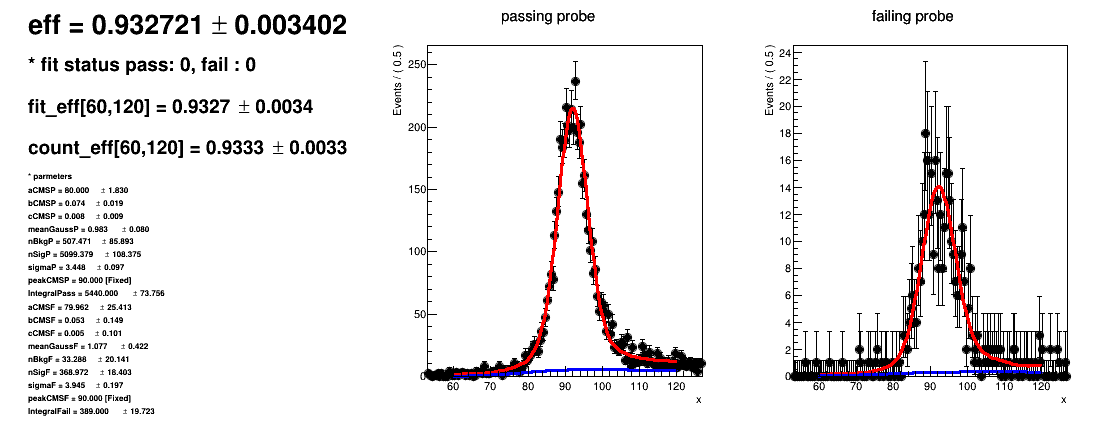 eff = 0.932721 ± 0.003402
* fit status pass: 0, fail : 0
fit_eff[60,120] = 0.9327 ± 0.0034
count_eff[60,120] = 0.9333 ± 0.0033
* parmeters
aCMSP = 80.000 ± 1.830
bCMSP = 0.074 ± 0.019
cCMSP = 0.008 ± 0.009
meanGaussP = 0.983 ± 0.080
nBkgP = 507.471 ± 85.893
nSigP = 5099.379 ± 108.375
sigmaP = 3.448 ± 0.097
peakCMSP = 90.000 [Fixed]
IntegralPass = 5440.000 ± 73.756
aCMSF = 79.962 ± 25.413
bCMSF = 0.053 ± 0.149
cCMSF = 0.005 ± 0.101
meanGaussF = 1.077 ± 0.422
nBkgF = 33.288 ± 20.141
nSigF = 368.972 ± 18.403
sigmaF = 3.945 ± 0.197
peakCMSF = 90.000 [Fixed]
IntegralFail = 389.000 ± 19.723
passing probe
Events / ( 0.5 )
250
200
150
100
50
0
60 70 80 90 100 110 120
x
failing probe
Events / ( 0.5 )
24
22
20
18
16
14
12
10
8
6
4
2
0
60 70 80 90 100 110 120
x